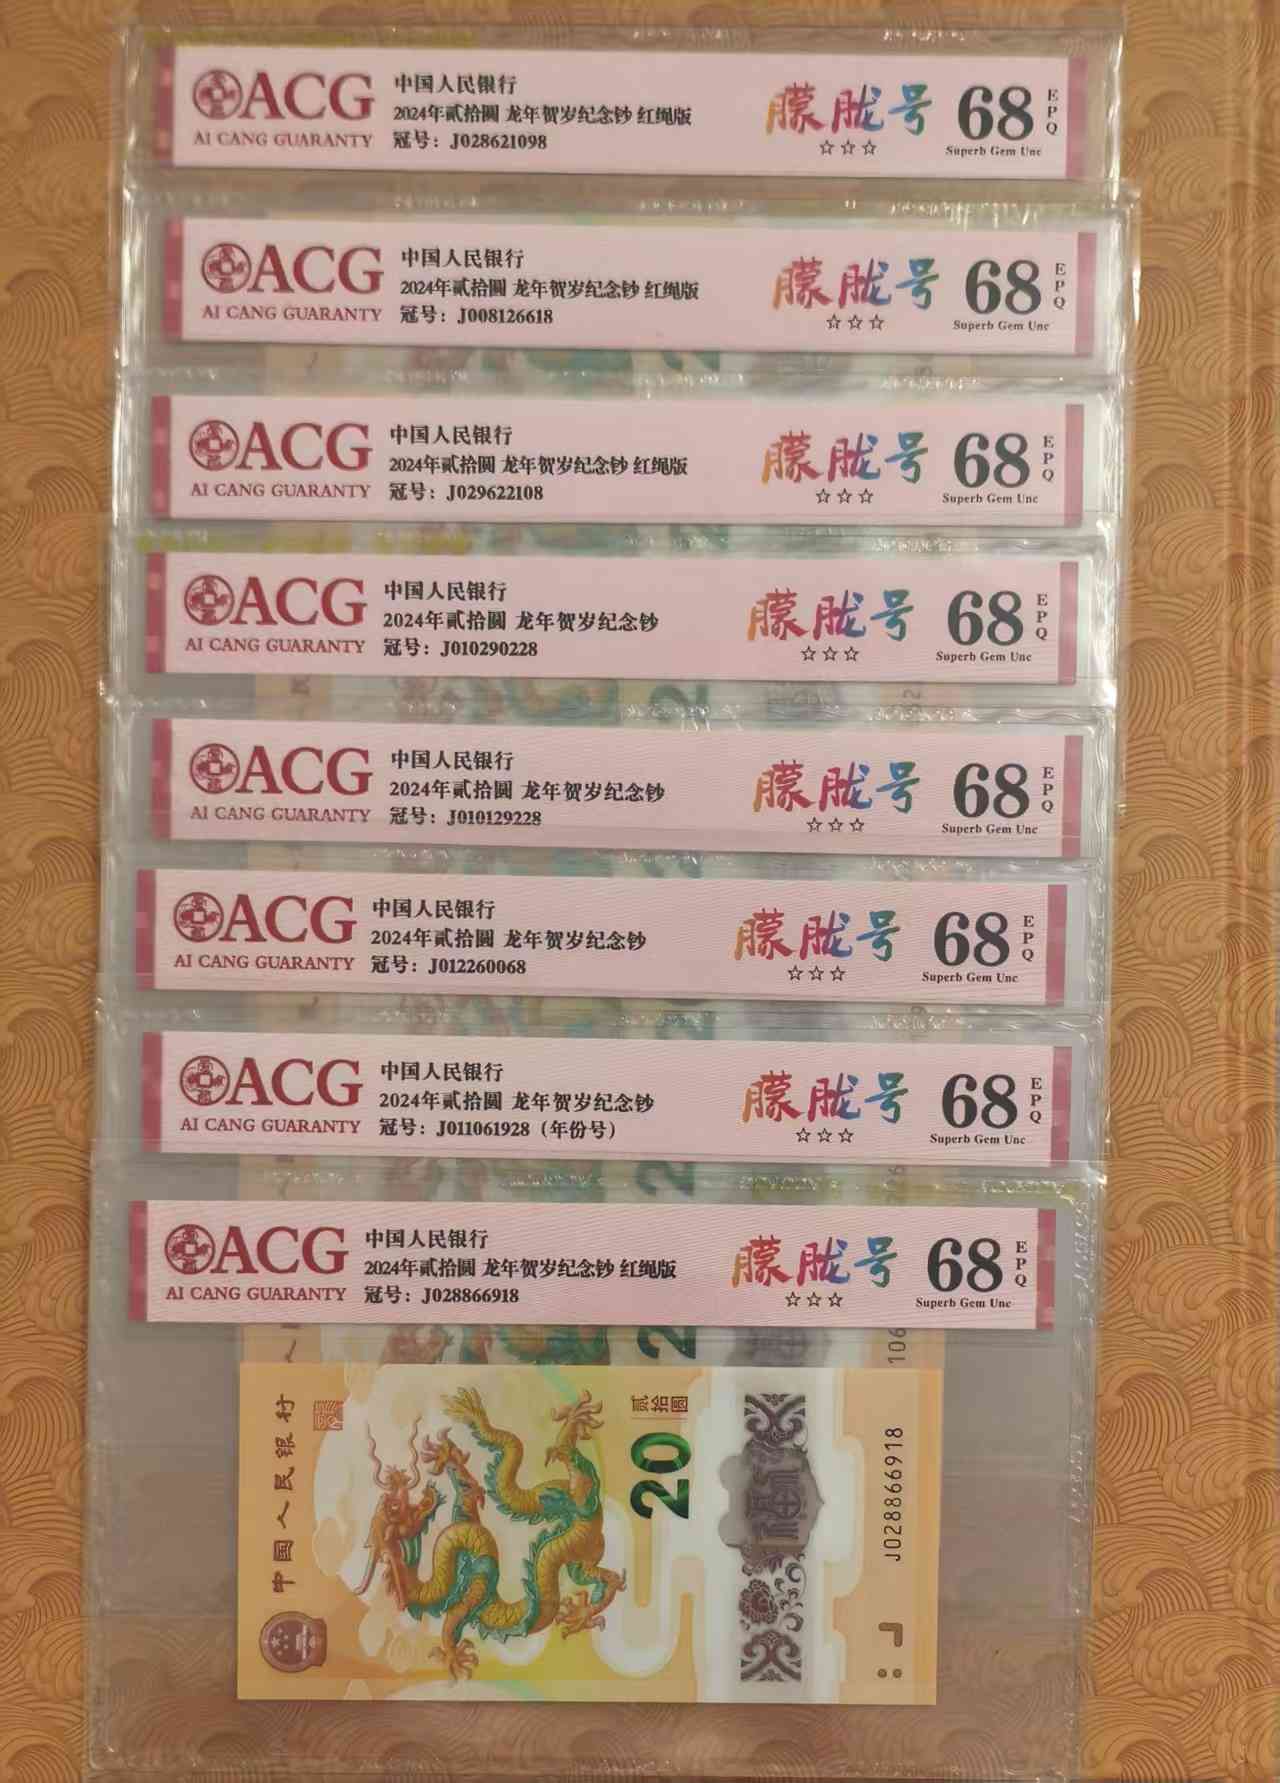 ACG
AI CANG GUARANTY
中国人民银行
2024年贰拾圆 龙年贺岁纪念钞 红绳版
冠号：J028621098
朦胧号
☆☆☆
68
EPQ
Superb Gem Unc
ACG
AI CANG GUARANTY
中国人民银行
2024年贰拾圆 龙年贺岁纪念钞 红绳版
冠号：J008126618
朦胧号
☆☆☆
68
EPQ
Superb Gem Unc
ACG
AI CANG GUARANTY
中国人民银行
2024年贰拾圆 龙年贺岁纪念钞 红绳版
冠号：J029622108
朦胧号
☆☆☆
68
EPQ
Superb Gem Unc
ACG
AI CANG GUARANTY
中国人民银行
2024年贰拾圆 龙年贺岁纪念钞
冠号：J010290228
朦胧号
☆☆☆
68
EPQ
Superb Gem Unc
ACG
AI CANG GUARANTY
中国人民银行
2024年贰拾圆 龙年贺岁纪念钞
冠号：J010129228
朦胧号
☆☆☆
68
EPQ
Superb Gem Unc
ACG
AI CANG GUARANTY
中国人民银行
2024年贰拾圆 龙年贺岁纪念钞
冠号：J012260068
朦胧号
☆☆☆
68
EPQ
Superb Gem Unc
ACG
AI CANG GUARANTY
中国人民银行
2024年贰拾圆 龙年贺岁纪念钞
冠号：J011061928（年份号）
朦胧号
☆☆☆
68
EPQ
Superb Gem Unc
ACG
AI CANG GUARANTY
中国人民银行
2024年贰拾圆 龙年贺岁纪念钞 红绳版
冠号：J028866918
朦胧号
☆☆☆
68
EPQ
Superb Gem Unc
中国人民银行
贰拾圆
20
福
J028866918